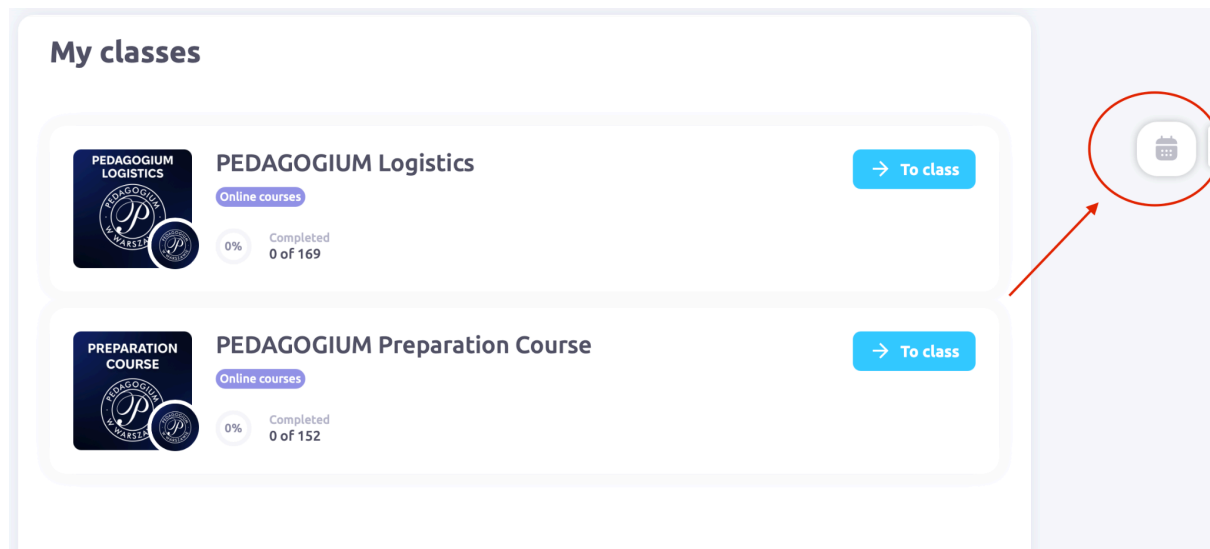 My classes
PEDAGOGIUM
LOGISTICS
PEDAGOGIUM Logistics
Online courses
0%
Completed
0 of 169
To class
PREPARATION
COURSE
PEDAGOGIUM Preparation Course
Online courses
0%
Completed
0 of 152
To class